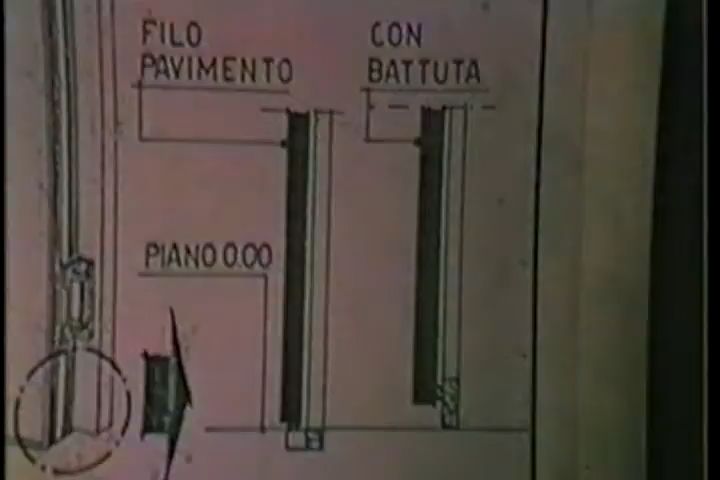 FILO
PAVIMENTO
CON
BATTUTA
PIANO 0.00